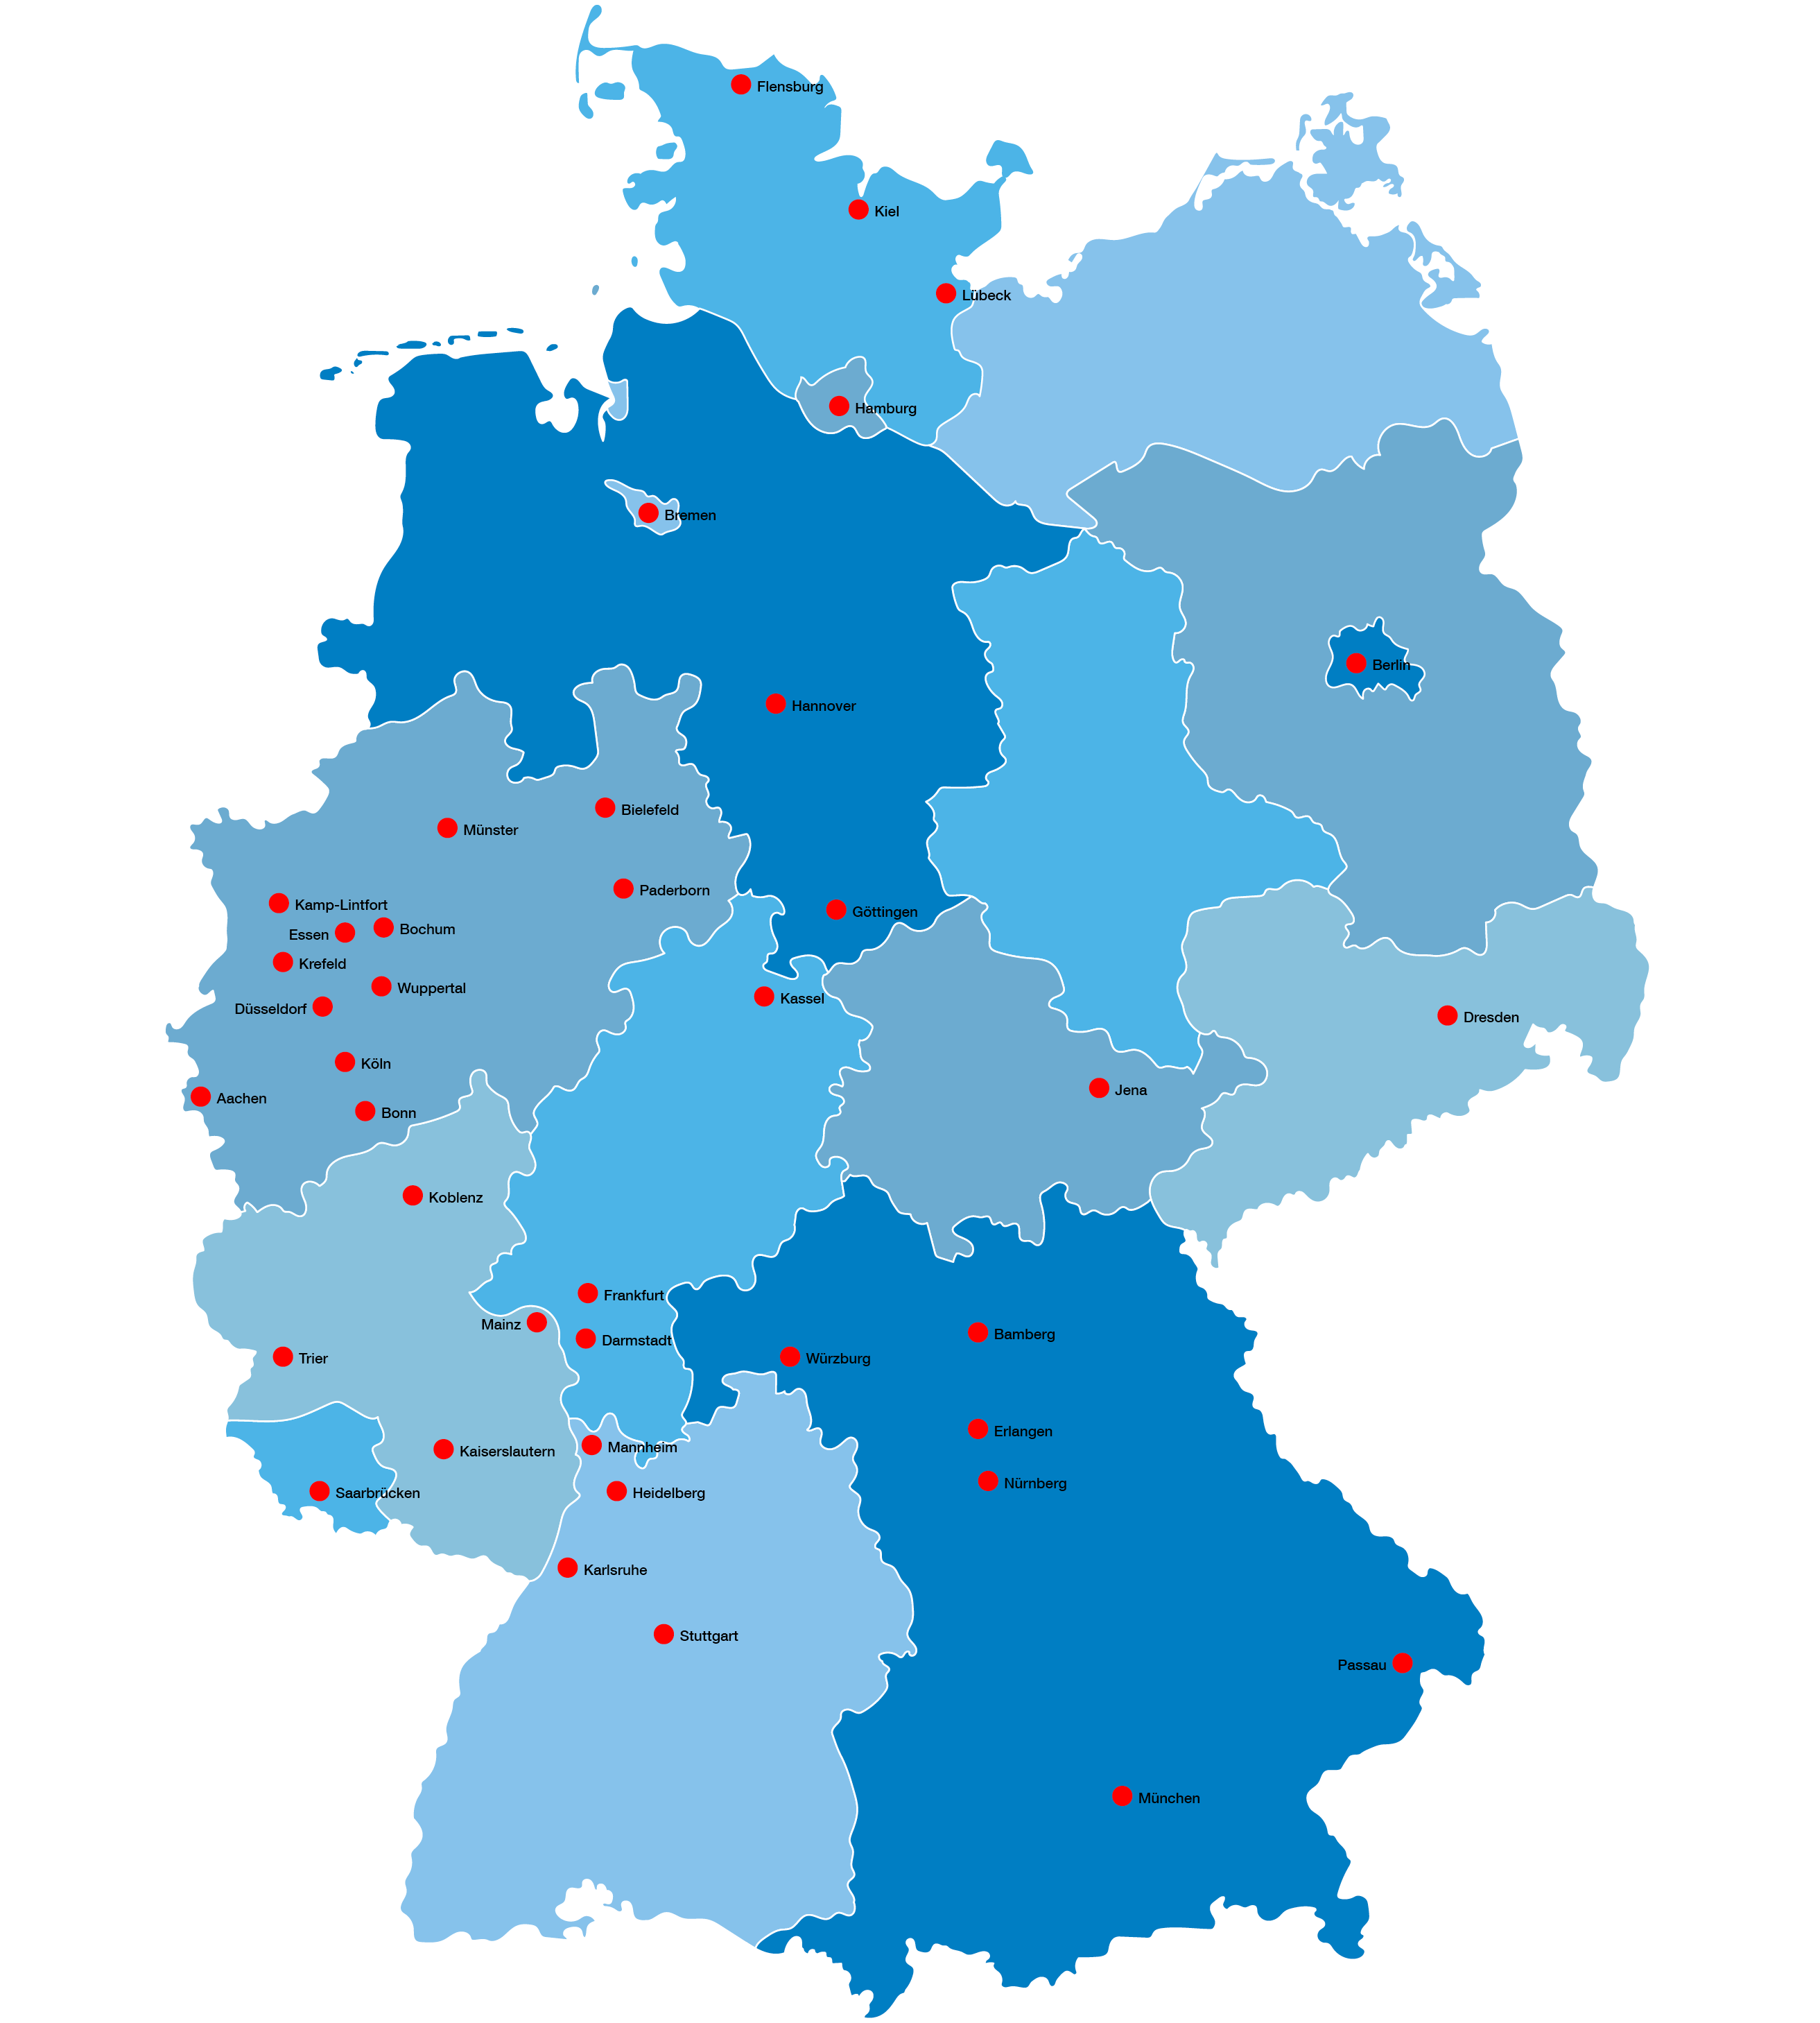 Flensburg
Kiel
Lübeck
Hamburg
Bremen
Berlin
Hannover
Bielefeld
Münster
Paderborn
Kamp-Lintfort
Göttingen
Bochum
Essen
Krefeld
Wuppertal
Kassel
Düsseldorf
Dresden
Köln
Jena
Aachen
Bonn
Koblenz
Frankfurt
Mainz
Bamberg
Darmstadt
Trier
Würzburg
Erlangen
Mannheim
Kaiserslautern
Nürnberg
Saarbrücken
Heidelberg
Karlsruhe
Stuttgart
Passau
München